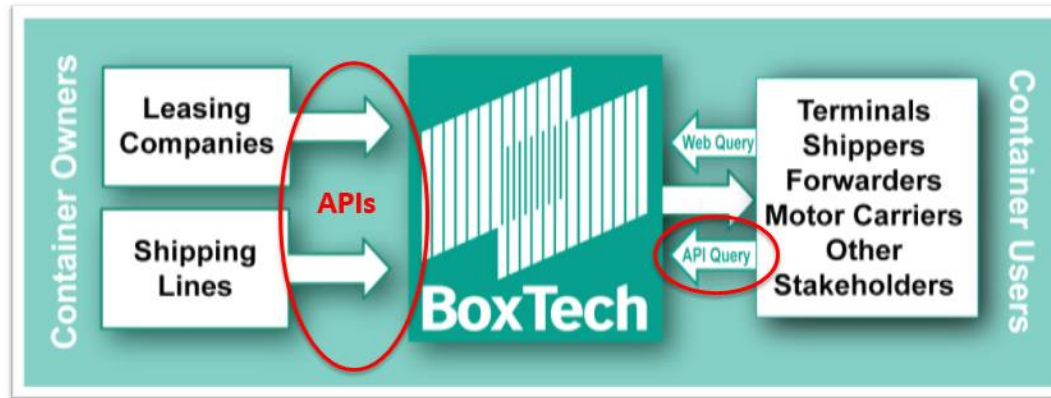 Container Owners
Leasing
Companies
Shipping
Lines
APIs
BoxTech
Web Query
API Query
Terminals
Shippers
Forwarders
Motor Carriers
Other
Stakeholders
Container Users